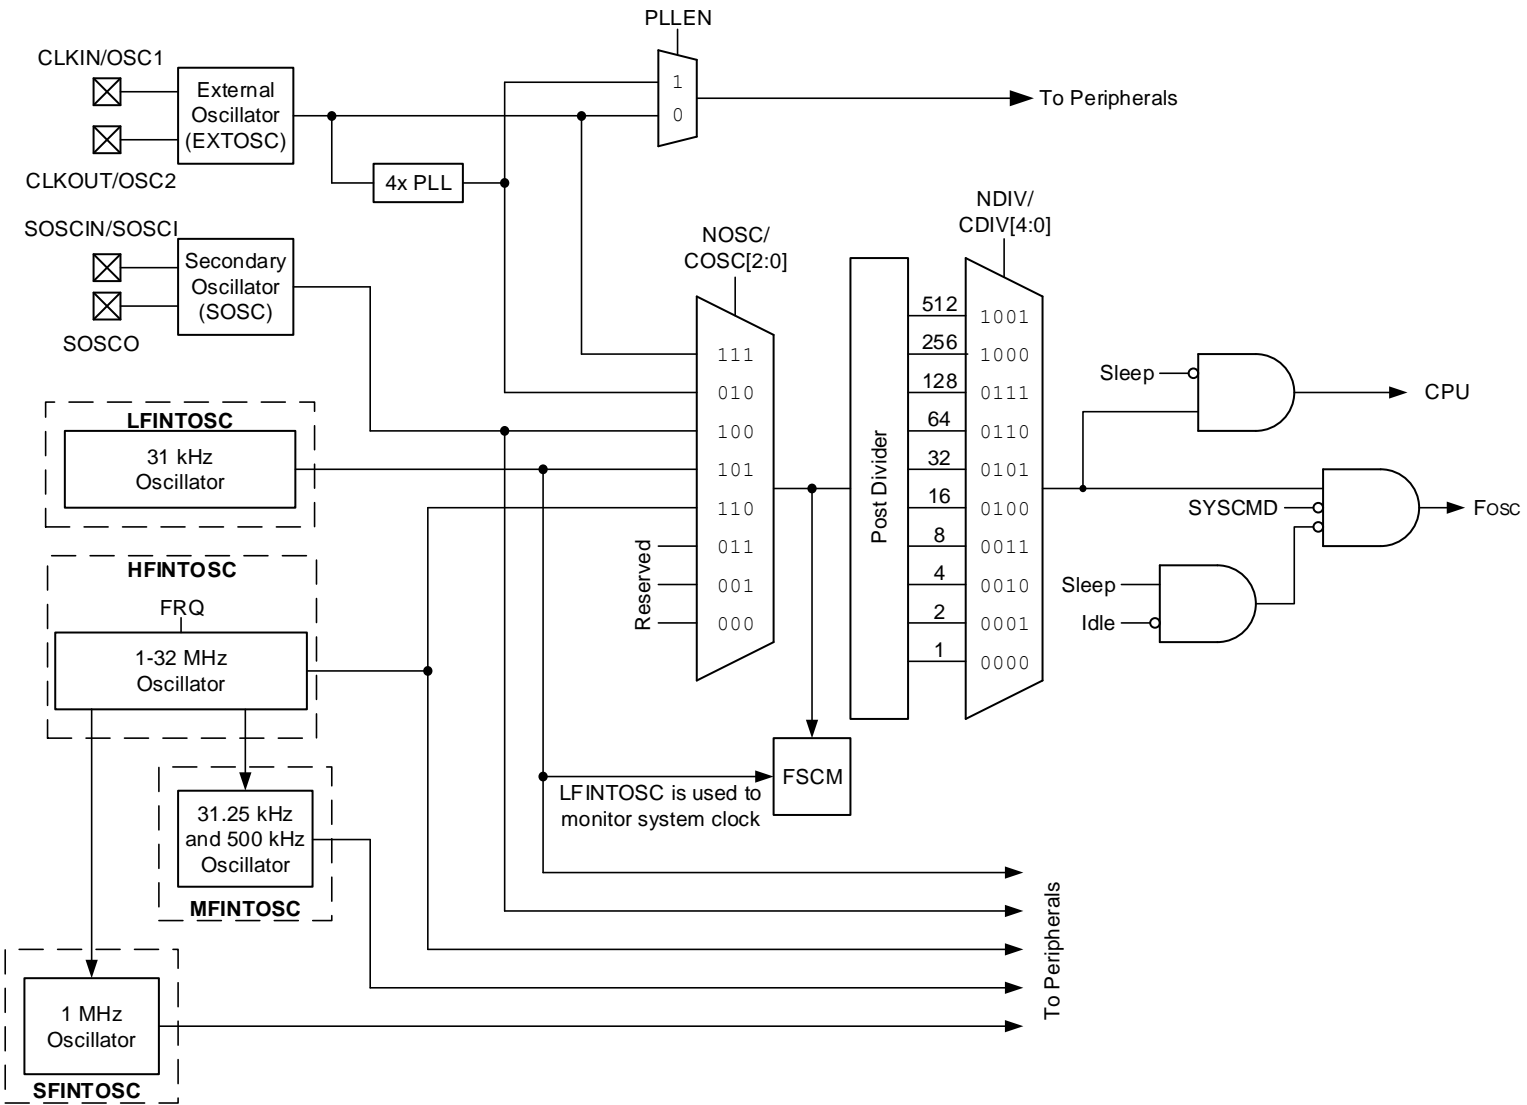 PLLEN
CLKIN/OSC1
External
Oscillator
(EXTOSC)
CLKOUT/OSC2
1
0
To Peripherals
4x PLL
SOSCIN/SOSCI
Secondary
Oscillator
(SOSC)
SOSCO
NOSC/
COSC[2:0]
111
010
100
101
110
011
001
000
Reserved
Post Divider
NDIV/
CDIV[4:0]
512
256
128
64
32
16
8
4
2
1
1001
1000
0111
0110
0101
0100
0011
0010
0001
0000
Sleep
CPU
SYSCMD
FOSC
Sleep
Idle
LFINTOSC
31 kHz
Oscillator
HFINTOSC
FRQ
1-32 MHz
Oscillator
31.25 kHz
and 500 kHz
Oscillator
MFINTOSC
1 MHz
Oscillator
SFINTOSC
FSCM
LFINTOSC is used to
monitor system clock
To Peripherals